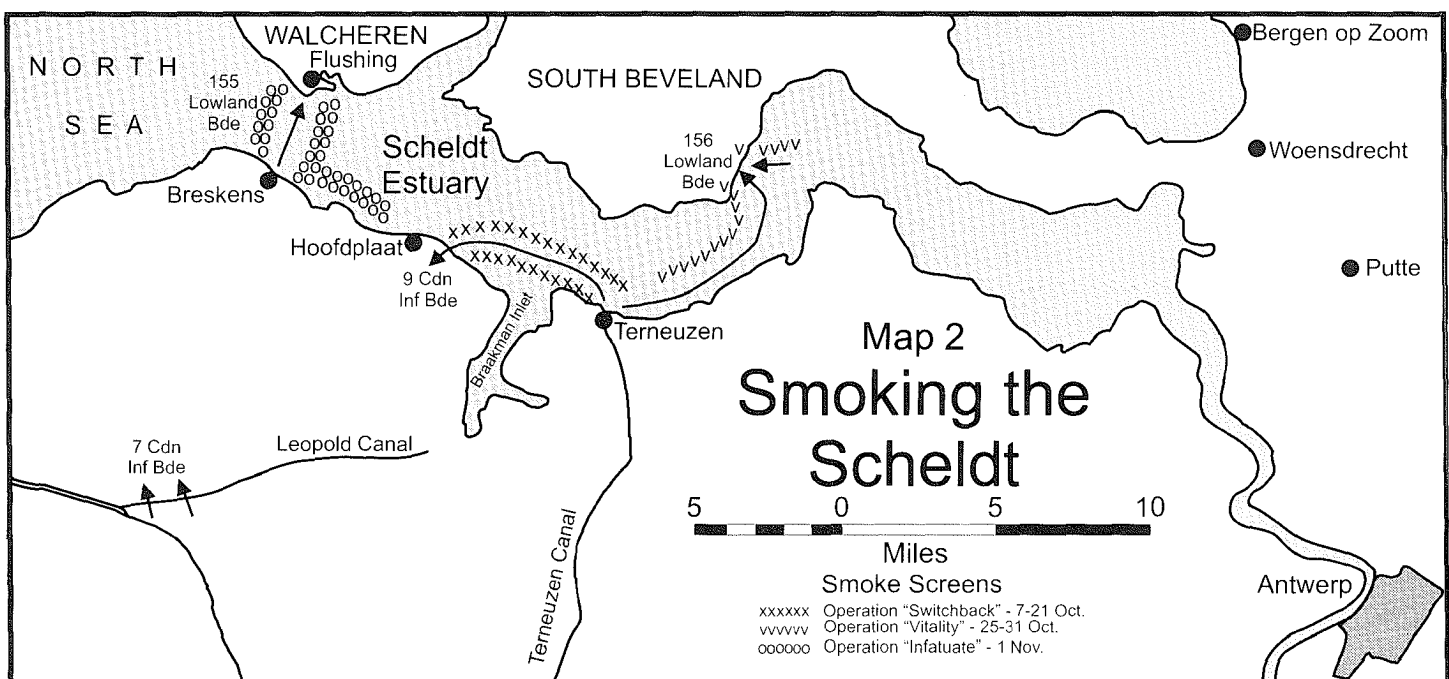 WALCHEREN
Flushing
Bergen op Zoom
NORTH
SEA
155
Lowland
Bde
SOUTH BEVELAND
156
Lowland
Bde
Scheldt
Estuary
Woensdrecht
Breskens
Hoofdplaat
9 Cdn
Inf Bde
Braakman Inlet
Terneuzen
Putte
7 Cdn
Inf Bde
Leopold Canal
Terneuzen Canal
Map 2
Smoking the
Scheldt
5 0 5 10
Miles
Smoke Screens
xxxxxx Operation "Switchback" - 7-21 Oct.
vvvvvv Operation "Vitality" - 25-31 Oct.
oooooo Operation "Infatuate" - 1 Nov.
Antwerp